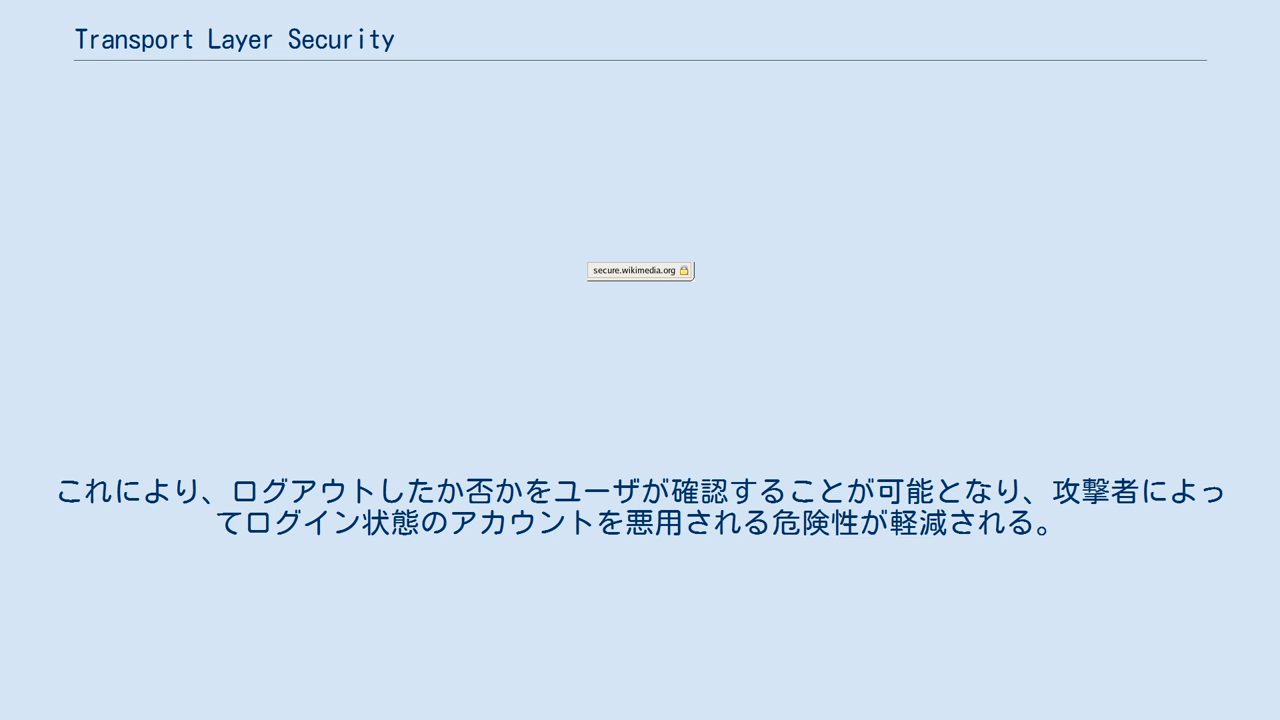 Transport Layer Security
secure.wikimedia.org
これにより、ログアウトしたか否かをユーザが確認することが可能となり、攻撃者によっ
てログイン状態のアカウントを悪用される危険性が軽減される。